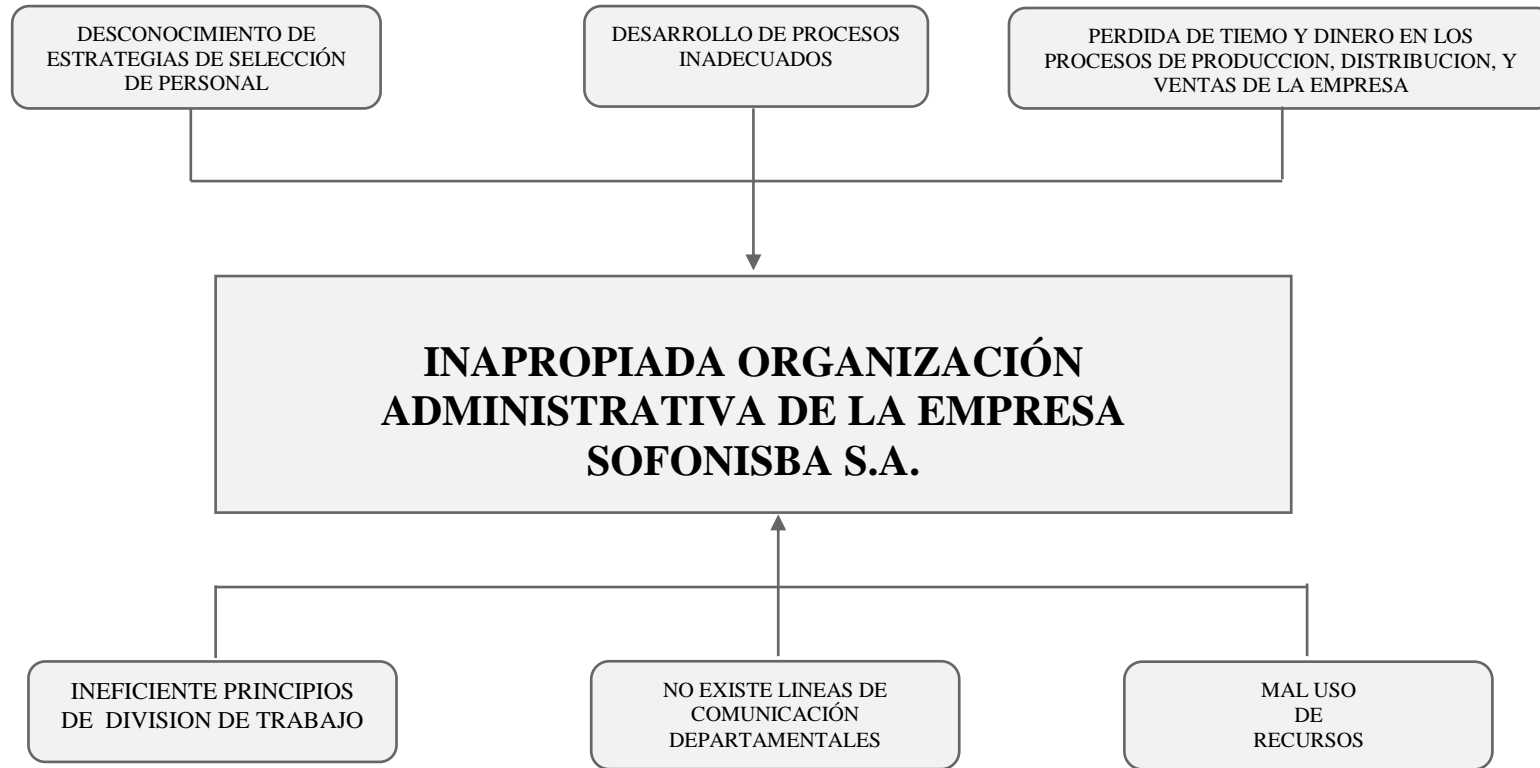 DESCONOCIMIENTO DE
ESTRATEGIAS DE SELECCIÓN
DE PERSONAL
DESARROLLO DE PROCESOS
INADECUADOS
PERDIDA DE TIEMO Y DINERO EN LOS
PROCESOS DE PRODUCCION, DISTRIBUCION, Y
VENTAS DE LA EMPRESA
INAPROPIADA ORGANIZACIÓN
ADMINISTRATIVA DE LA EMPRESA
SOFONISBA S.A.
INEFICIENTE PRINCIPIOS
DE DIVISION DE TRABAJO
NO EXISTE LINEAS DE
COMUNICACIÓN
DEPARTAMENTALES
MAL USO
DE
RECURSOS